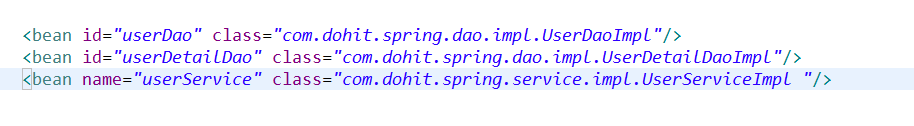 <bean id="userDao" class="com.dohit.spring.dao.impl.UserDaoImpl"/>
<bean id="userDetailDao" class="com.dohit.spring.dao.impl.UserDetailDaoImpl"/>
<bean name="userService" class="com.dohit.spring.service.impl.UserServiceImpl "/>